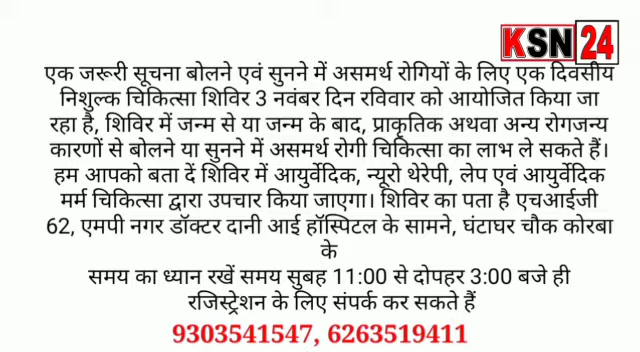 KSN 24
एक जरूरी सूचना बोलने एवं सुनने में असमर्थ रोगियों के लिए एक दिवसीय
निशुल्क चिकित्सा शिविर 3 नवंबर दिन रविवार को आयोजित किया जा
रहा है, शिविर में जन्म से या जन्म के बाद, प्राकृतिक अथवा अन्य रोगजन्य
कारणों से बोलने या सुनने में असमर्थ रोगी चिकित्सा का लाभ ले सकते हैं।
हम आपको बता दें शिविर में आयुर्वेदिक, न्यूरो थेरेपी, लेप एवं आयुर्वेदिक
मर्म चिकित्सा द्वारा उपचार किया जाएगा। शिविर का पता है एचआईजी
62, एमपी नगर डॉक्टर दानी आई हॉस्पिटल के सामने, घंटाघर चौक कोरबा
के
समय का ध्यान रखें समय सुबह 11:00 से दोपहर 3:00 बजे ही
रजिस्ट्रेशन के लिए संपर्क कर सकते हैं
9303541547, 6263519411